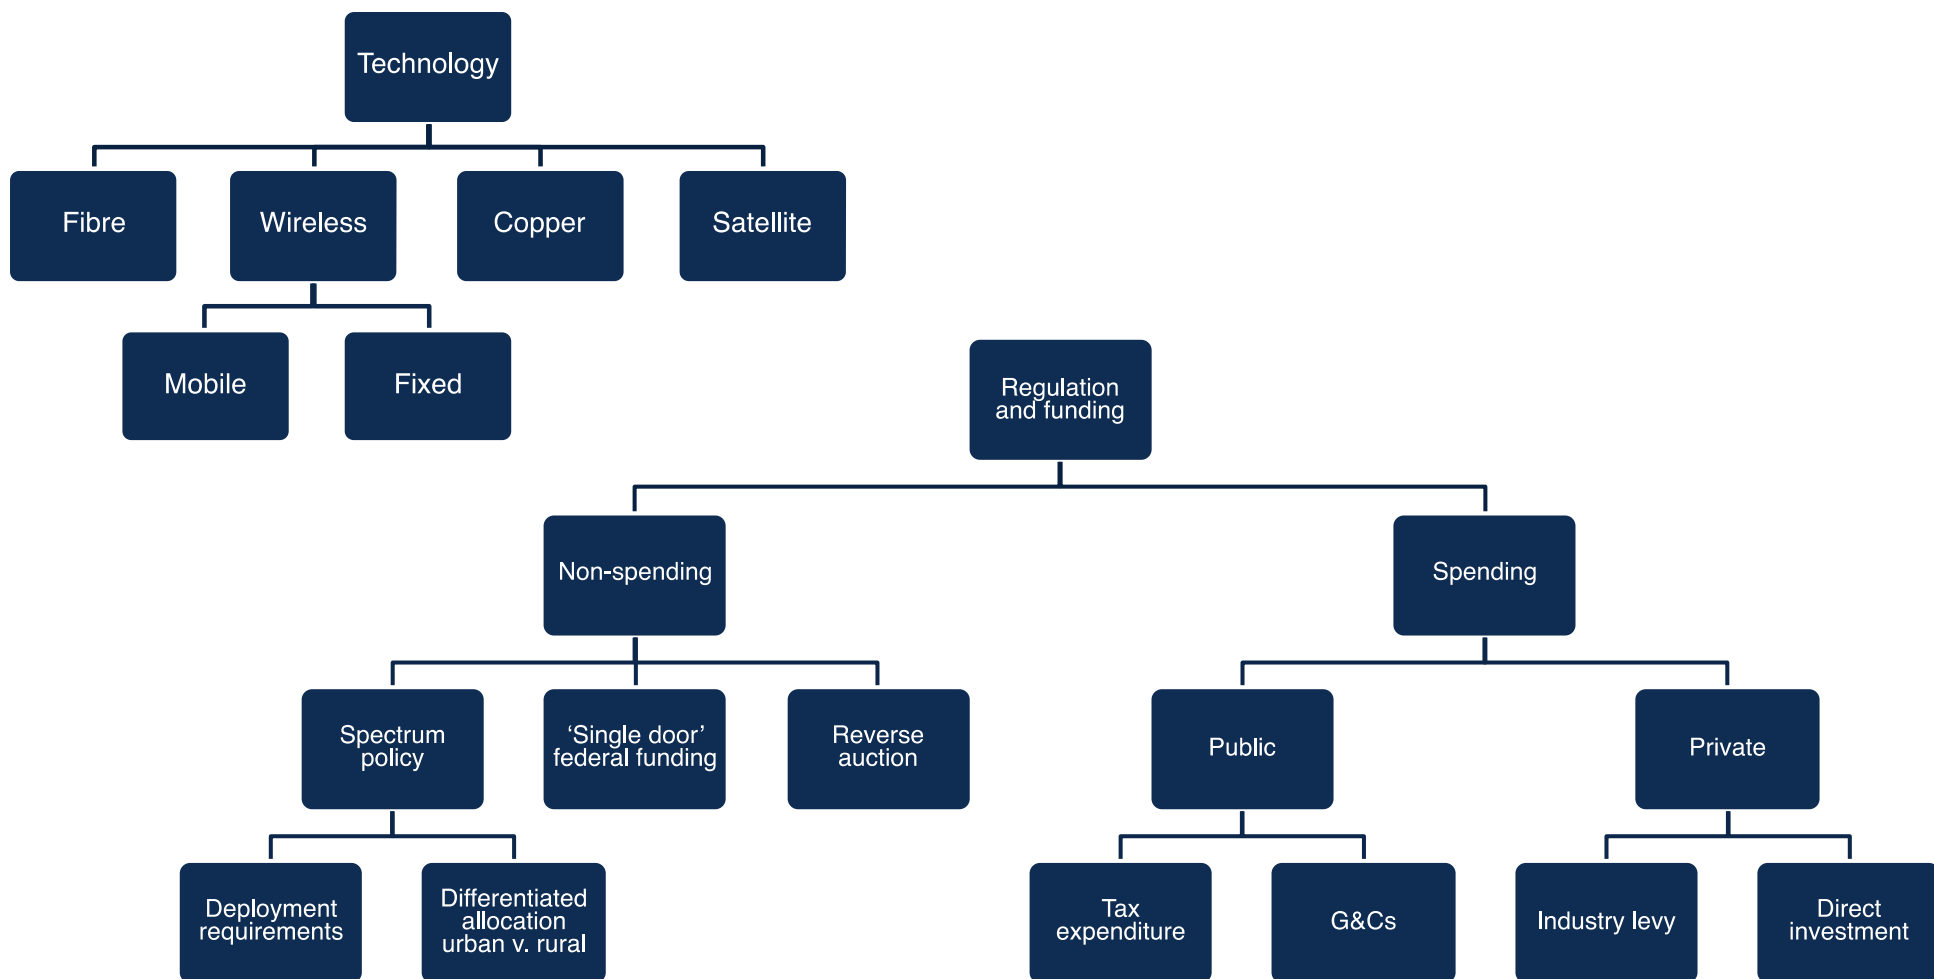 Technology
Fibre
Wireless
Copper
Satellite
Mobile
Fixed
Regulation
and funding
Non-spending
Spending
Spectrum
policy
‘Single door’
federal funding
Reverse
auction
Public
Private
Deployment
requirements
Differentiated
allocation
urban v. rural
Tax
expenditure
G&Cs
Industry levy
Direct
investment